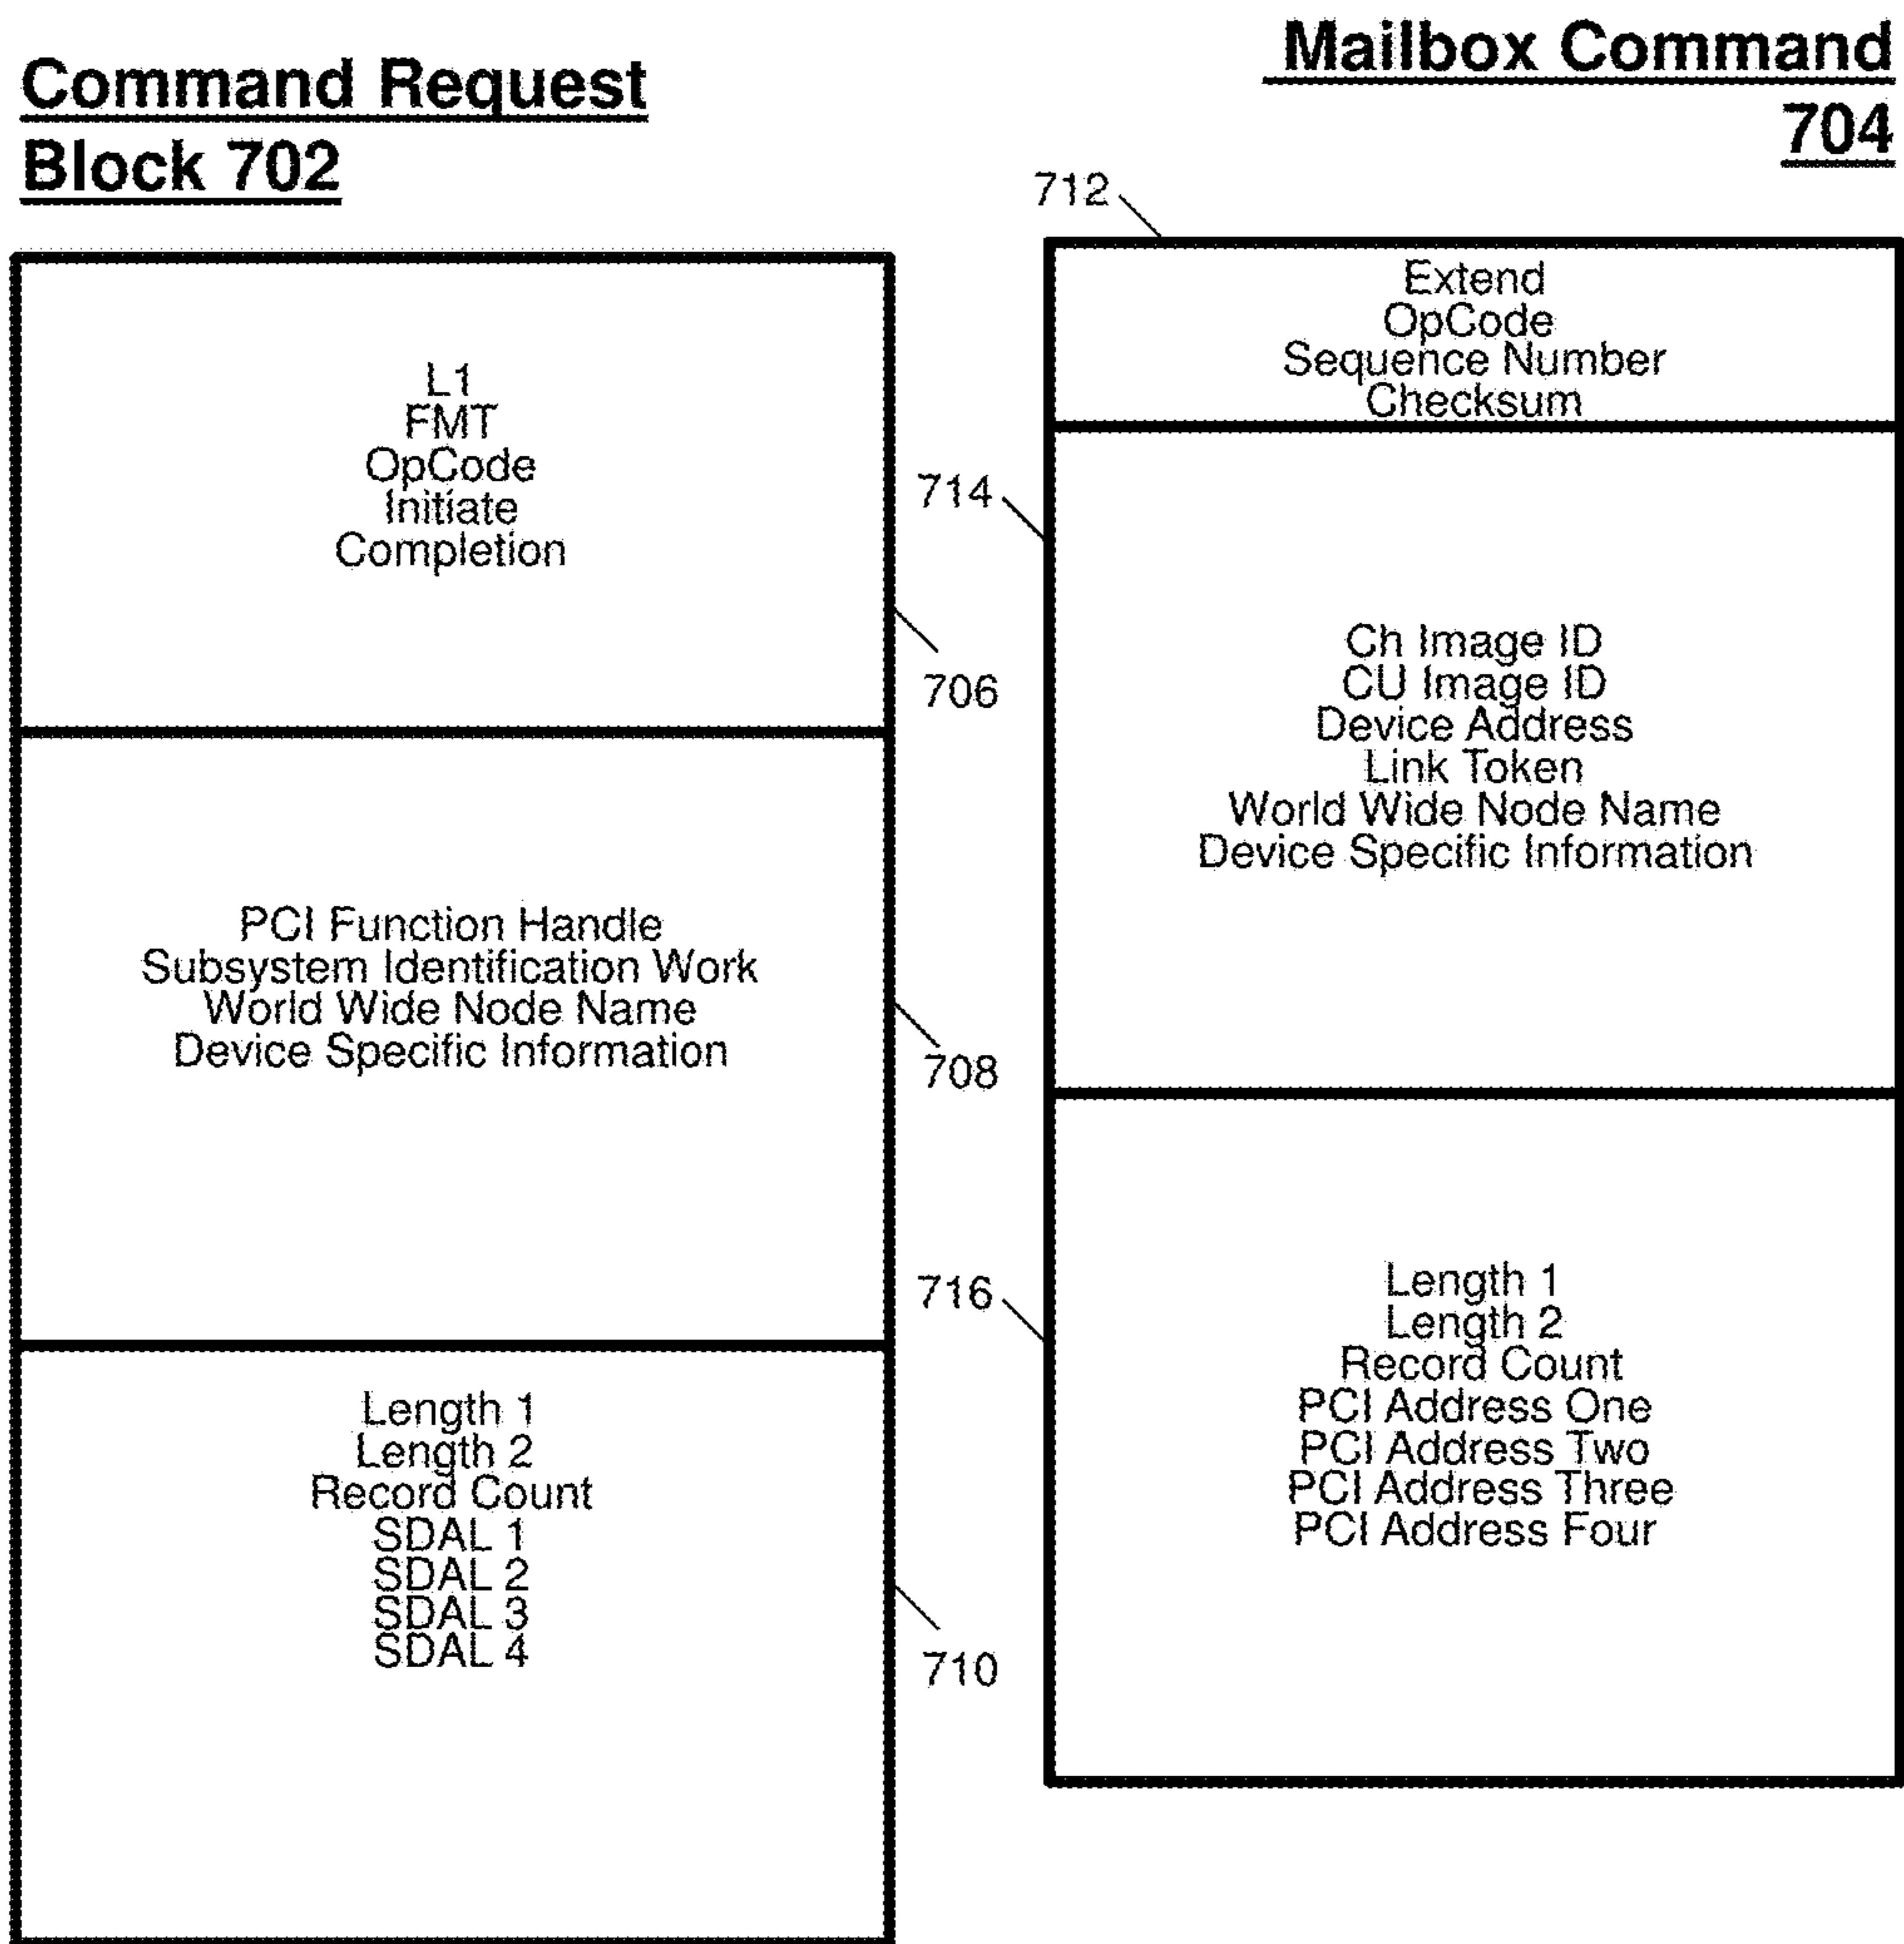 Command Request
Block 702
L1
FMT
OpCode
Initiate
Completion
706
PCI Function Handle
Subsystem Identification Work
World Wide Node Name
Device Specific Information
708
Length 1
Length 2
Record Count
SDAL 1
SDAL 2
SDAL 3
SDAL 4
710
Mailbox Command
704
712
Extend
OpCode
Sequence Number
Checksum
714
Ch Image ID
CU Image ID
Device Address
Link Token
World Wide Node Name
Device Specific Information
716
Length 1
Length 2
Record Count
PCI Address One
PCI Address Two
PCI Address Three
PCI Address Four